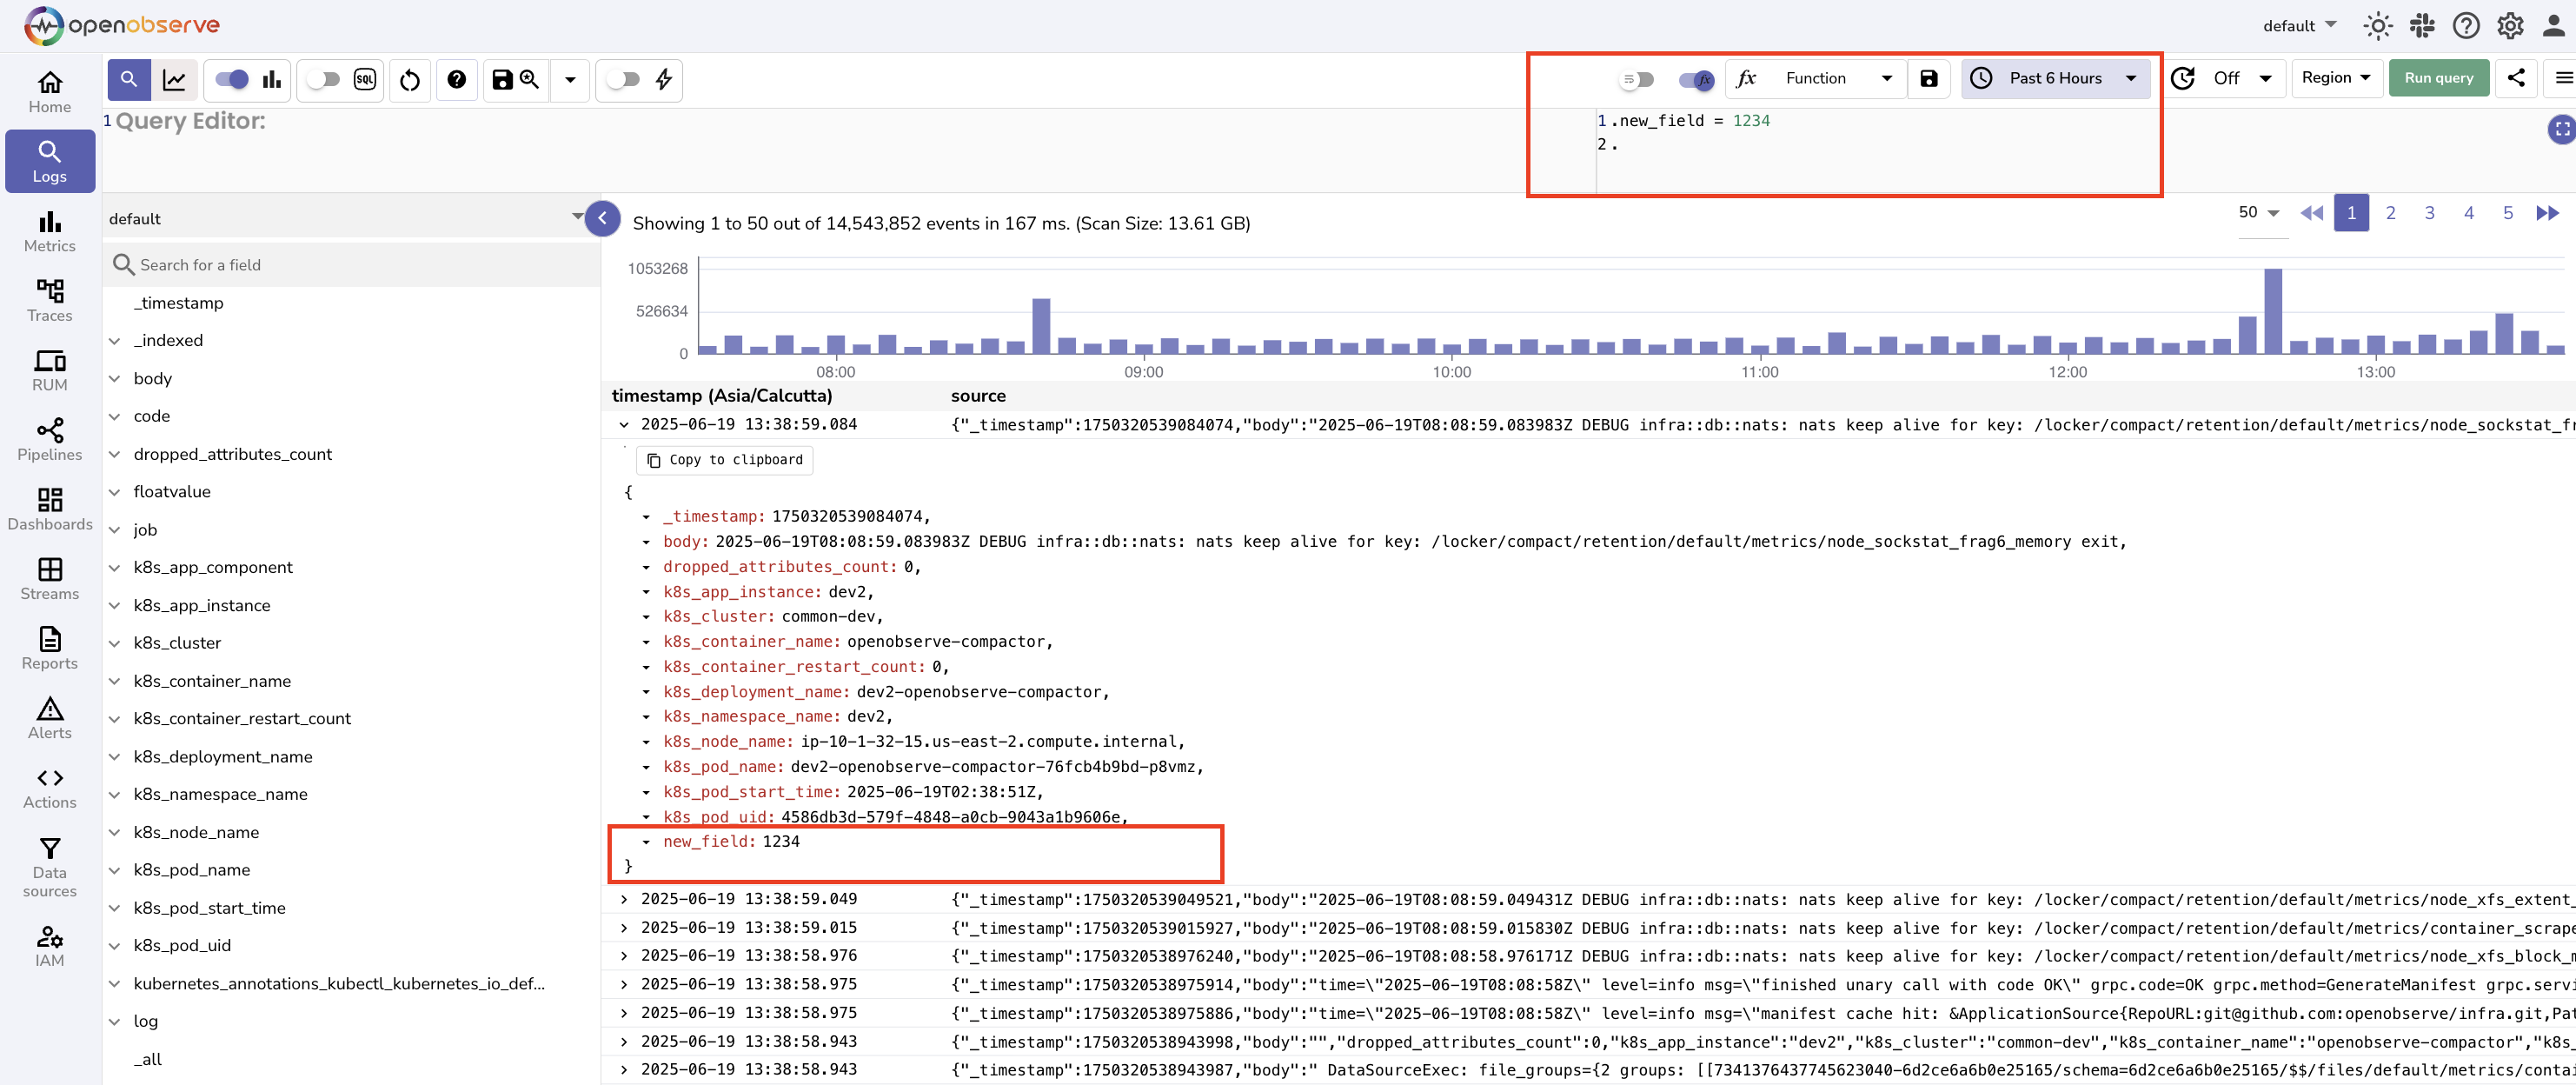 openobserve
default
Home
Logs
Metrics
Traces
RUM
Pipelines
Dashboards
Streams
Reports
Alerts
Actions
Data
sources
IAM
SQL
fx
fx Function
Past 6 Hours
Off
Region
Run query
1 Query Editor:
1 .new_field = 1234
2 .
default
Search for a field
_timestamp
_indexed
body
code
dropped_attributes_count
floatvalue
job
k8s_app_component
k8s_app_instance
k8s_cluster
k8s_container_name
k8s_container_restart_count
k8s_deployment_name
k8s_namespace_name
k8s_node_name
k8s_pod_name
k8s_pod_start_time
k8s_pod_uid
kubernetes_annotations_kubectl_kubernetes_io_def...
log
_all
Showing 1 to 50 out of 14,543,852 events in 167 ms. (Scan Size: 13.61 GB)
50 1 2 3 4 5
1053268
526634
0
08:00 09:00 10:00 11:00 12:00 13:00
timestamp (Asia/Calcutta) source
2025-06-19 13:38:59.084 {"_timestamp":1750320539084074,"body":"2025-06-19T08:08:59.083983Z DEBUG infra::db::nats: nats keep alive for key: /locker/compact/retention/default/metrics/node_sockstat_fr
Copy to clipboard
{
_timestamp: 1750320539084074,
body: 2025-06-19T08:08:59.083983Z DEBUG infra::db::nats: nats keep alive for key: /locker/compact/retention/default/metrics/node_sockstat_frag6_memory exit,
dropped_attributes_count: 0,
k8s_app_instance: dev2,
k8s_cluster: common-dev,
k8s_container_name: openobserve-compactor,
k8s_container_restart_count: 0,
k8s_deployment_name: dev2-openobserve-compactor,
k8s_namespace_name: dev2,
k8s_node_name: ip-10-1-32-15.us-east-2.compute.internal,
k8s_pod_name: dev2-openobserve-compactor-76fcb4b9bd-p8vmz,
k8s_pod_start_time: 2025-06-19T02:38:51Z,
k8s_pod_uid: 4586db3d-579f-4848-a0cb-9043a1b9606e,
new_field: 1234
}
2025-06-19 13:38:59.049 {"_timestamp":1750320539049521,"body":"2025-06-19T08:08:59.049431Z DEBUG infra::db::nats: nats keep alive for key: /locker/compact/retention/default/metrics/node_xfs_extent_
2025-06-19 13:38:59.015 {"_timestamp":1750320539015927,"body":"2025-06-19T08:08:59.015830Z DEBUG infra::db::nats: nats keep alive for key: /locker/compact/retention/default/metrics/container_scrape
2025-06-19 13:38:58.976 {"_timestamp":1750320538976240,"body":"2025-06-19T08:08:58.976171Z DEBUG infra::db::nats: nats keep alive for key: /locker/compact/retention/default/metrics/node_xfs_block_m
2025-06-19 13:38:58.975 {"_timestamp":1750320538975914,"body":"time=\"2025-06-19T08:08:58Z\" level=info msg=\"finished unary call with code OK\" grpc.code=OK grpc.method=GenerateManifest grpc.servi
2025-06-19 13:38:58.975 {"_timestamp":1750320538975886,"body":"time=\"2025-06-19T08:08:58Z\" level=info msg=\"manifest cache hit: &ApplicationSource{RepoURL:git@github.com:openobserve/infra.git,Pat
2025-06-19 13:38:58.943 {"_timestamp":1750320538943998,"body":"","dropped_attributes_count":0,"k8s_app_instance":"dev2","k8s_cluster":"common-dev","k8s_container_name":"openobserve-compactor","k8s_
2025-06-19 13:38:58.943 {"_timestamp":1750320538943987,"body":" DataSourceExec: file_groups={2 groups: [[7341376437745623040-6d2ce6a6b0e25165/schema=6d2ce6a6b0e25165/$$/files/default/metrics/contai